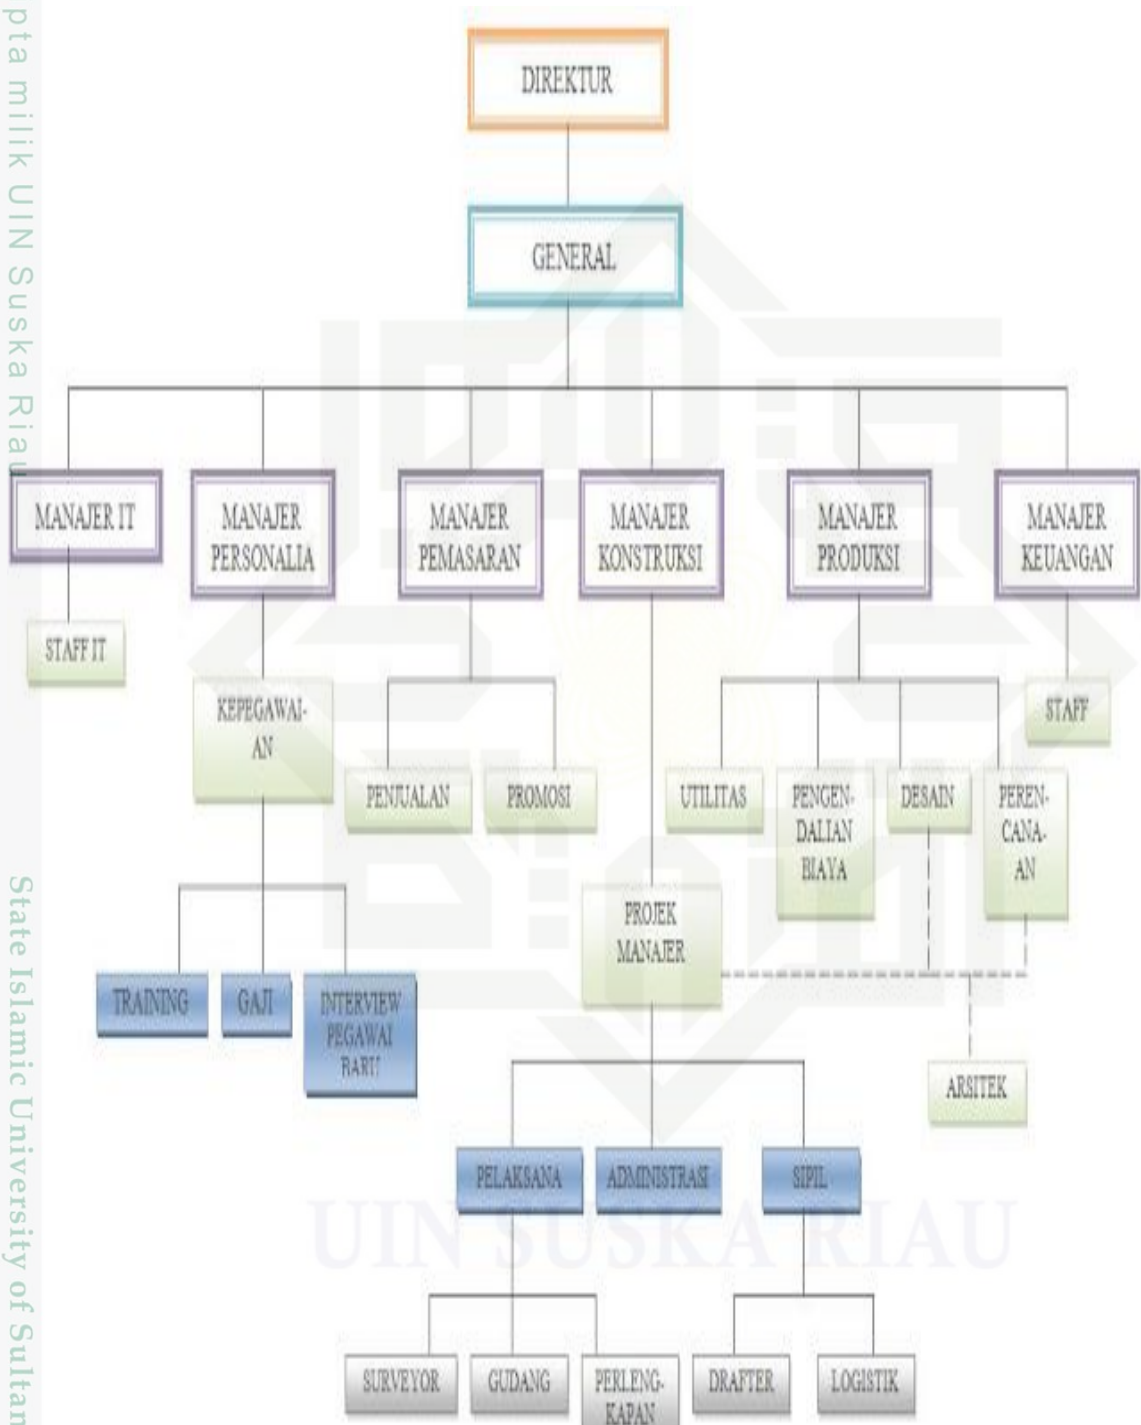 pta milik UIN Suska Riau
State Islamic University of Sultan
DIREKTUR
GENERAL
MANAJER IT
MANAJER
PERSONALIA
MANAJER
PEMASARAN
MANAJER
KONSTRUKSI
MANAJER
PRODUKSI
MANAJER
KEUANGAN
STAFF IT
KEPEGAWAI-
AN
STAFF
PENJUALAN
PROMOSI
UTILITAS
PENGEN-
DALIAN
BIAYA
DESAIN
PEREN-
CANA-
AN
PROJEK
MANAJER
TRAINING
GAJI
INTERVIEW
PEGAWAI
BARU
ARSITEK
PELAKSANA
ADMINISTRASI
SIPIL
UIN SUSKA RIAU
SURVEYOR
GUDANG
PERLENG-
KAPAN
DRAFTER
LOGISTIK